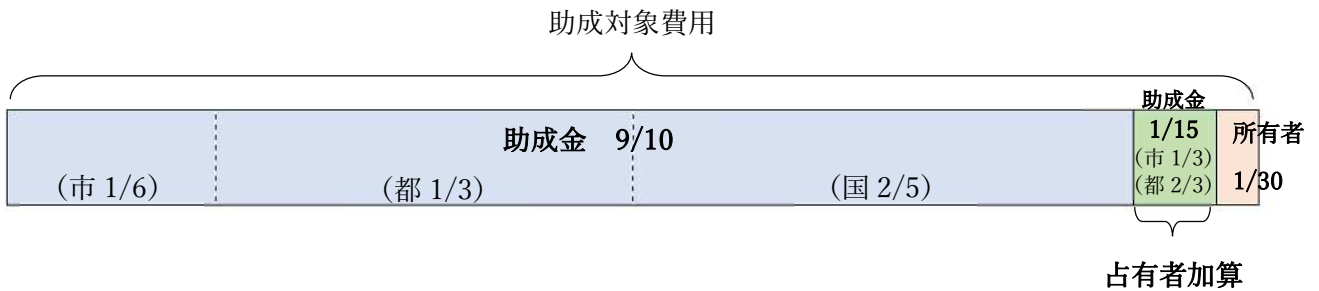 助成対象費用
助成金　9/10
(市 1/6)
(都 1/3)
(国 2/5)
助成金
1/15
(市 1/3)
(都 2/3)
所有者
1/30
占有者加算